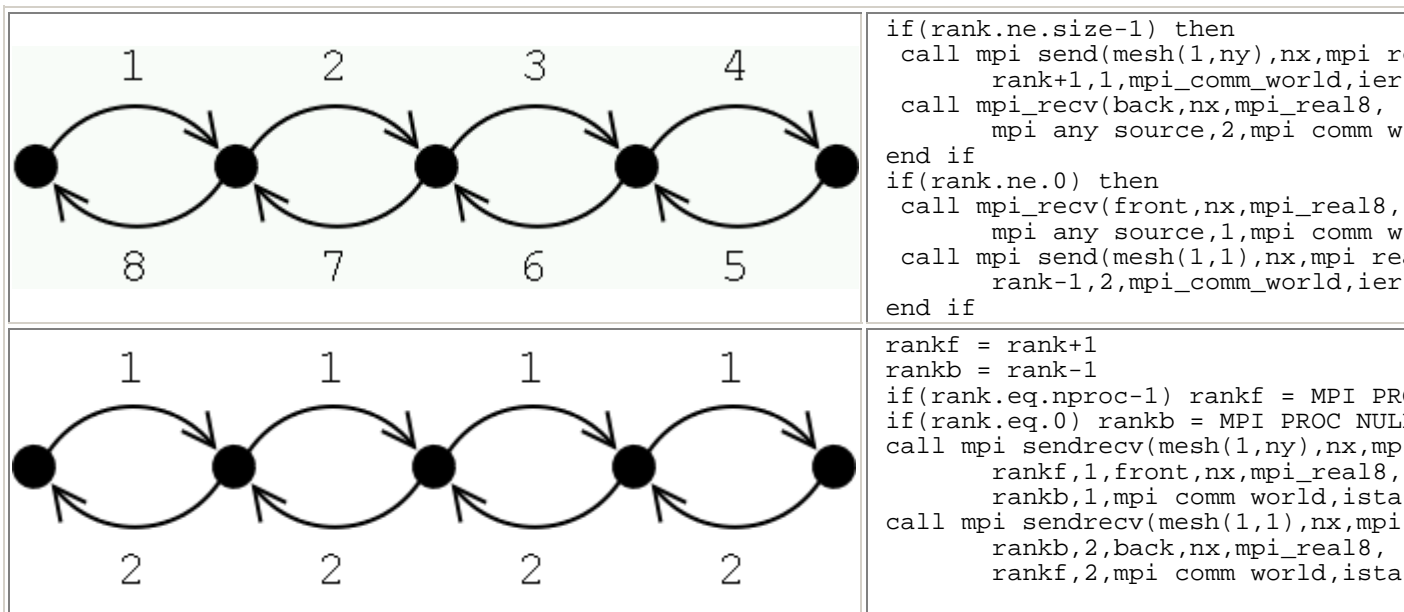 1 2 3 4
8 7 6 5
if(rank.ne.size-1) then
call mpi send(mesh(1,ny),nx,mpi re
rank+1,1,mpi_comm_world,ier
call mpi_recv(back,nx,mpi_real8,
mpi any source,2,mpi comm w
end if
if(rank.ne.0) then
call mpi_recv(front,nx,mpi_real8,
mpi any source,1,mpi comm w
call mpi send(mesh(1,1),nx,mpi rea
rank-1,2,mpi_comm_world,ier
end if
1 1 1 1
2 2 2 2
rankf = rank+1
rankb = rank-1
if(rank.eq.nproc-1) rankf = MPI PRO
if(rank.eq.0) rankb = MPI PROC NULL
call mpi sendrecv(mesh(1,ny),nx,mp
rankf,1,front,nx,mpi_real8,
rankb,1,mpi comm world,ista
call mpi sendrecv(mesh(1,1),nx,mpi
rankb,2,back,nx,mpi_real8,
rankf,2,mpi comm world,ista